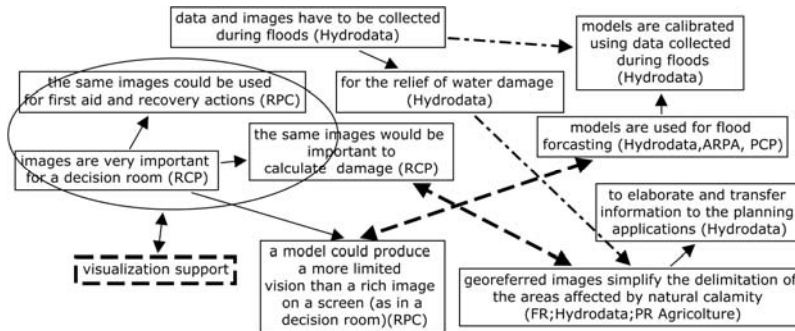 data and images have to be collected
during floods (Hydrodata)
models are calibrated
using data collected
during floods
(Hydrodata)
the same images could be used
for first aid and recovery actions (RPC)
for the relief of water damage
(Hydrodata)
the same images would be
important to
calculate damage (RCP)
models are used for flood
forcasting (Hydrodata,ARPA, PCP)
images are very important
for a decision room (RCP)
to elaborate and transfer
information to the planning
applications (Hydrodata)
visualization support
a model could produce
a more limited
vision than a rich image
on a screen (as in a
decision room)(RPC)
georeferred images simplify the delimitation of
the areas affected by natural calamity
(FR;Hydrodata;PR Agricolture)